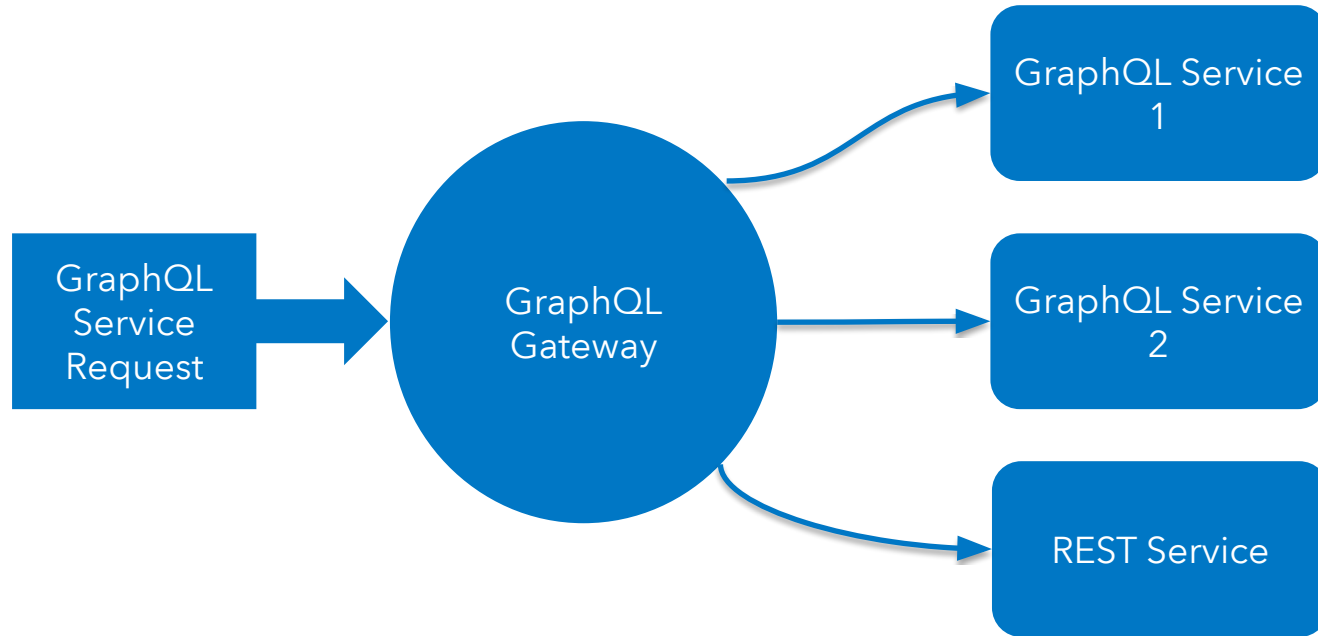 GraphQL
Service
Request
GraphQL
Gateway
GraphQL Service
1
GraphQL Service
2
REST Service